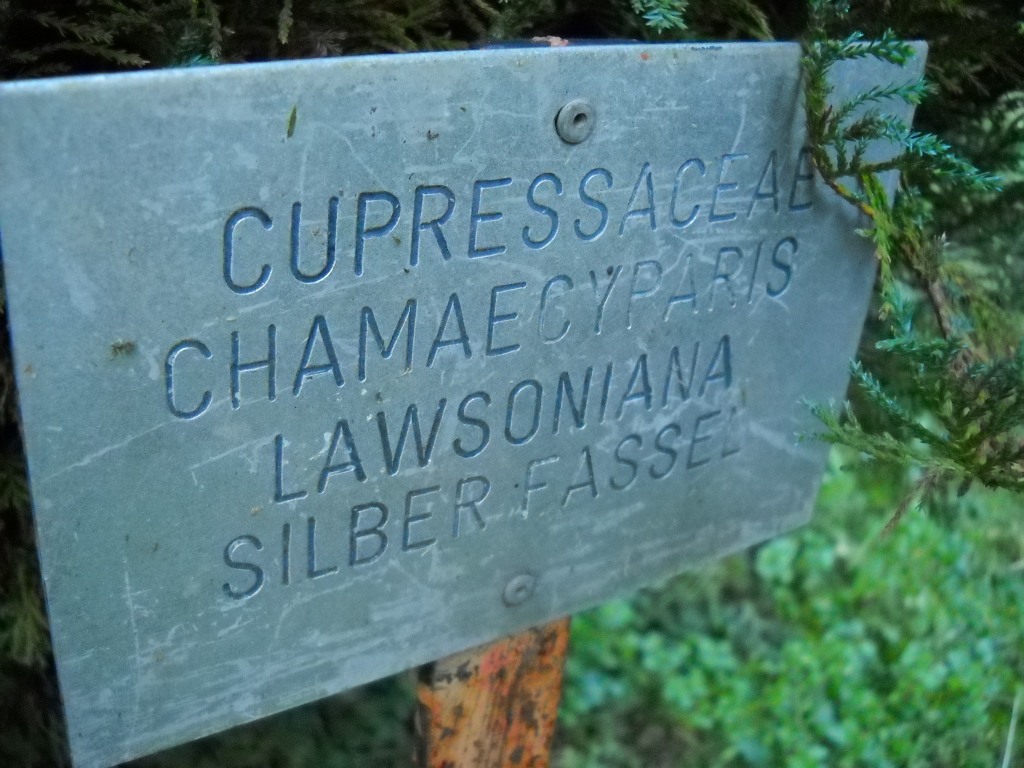 CUPRESSACEAE
CHAMAECYPARIS
LAWSONIANA
SILBER FASSEL